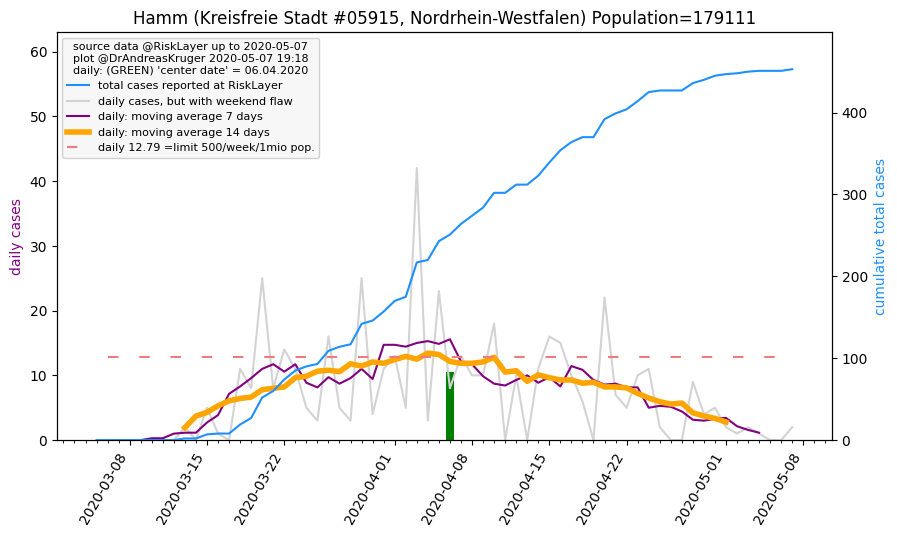 Hamm (Kreisfreie Stadt #05915, Nordrhein-Westfalen) Population=179111
source data @RiskLayer up to 2020-05-07
plot @DrAndreasKruger 2020-05-07 19:18
daily: (GREEN) 'center date' = 06.04.2020
total cases reported at RiskLayer
daily cases, but with weekend flaw
daily: moving average 7 days
daily: moving average 14 days
daily 12.79 =limit 500/week/1mio pop.
daily cases
60
50
40
30
20
10
0
cumulative total cases
400
300
200
100
0
2020-03-08
2020-03-15
2020-03-22
2020-04-01
2020-04-08
2020-04-15
2020-04-22
2020-05-01
2020-05-08